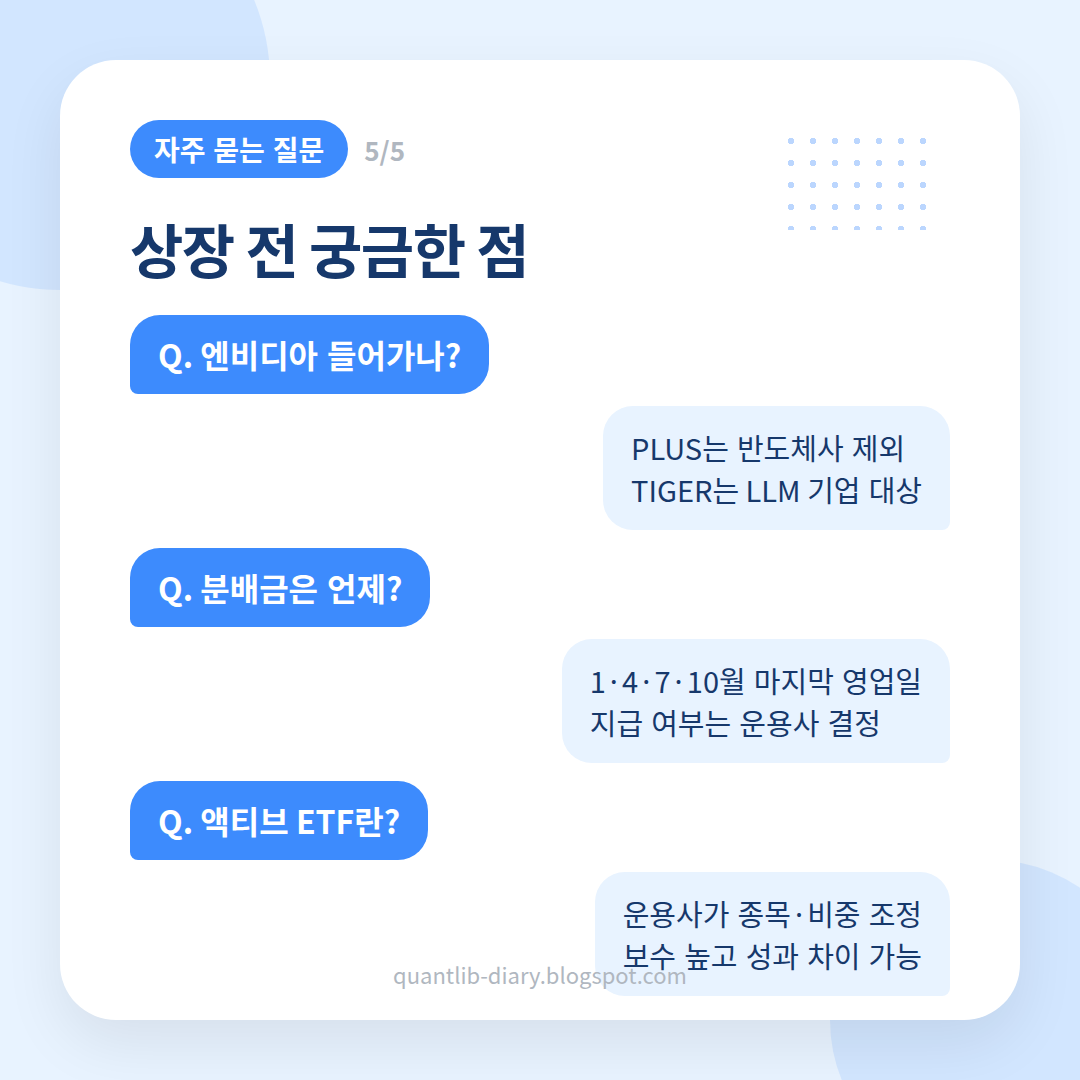 자주 묻는 질문 5/5
상장 전 궁금한 점
Q. 엔비디아 들어가나?
PLUS는 반도체사 제외
TIGER는 LLM 기업 대상
Q. 분배금은 언제?
1·4·7·10월 마지막 영업일
지급 여부는 운용사 결정
Q. 액티브 ETF란?
운용사가 종목·비중 조정
보수 높고 성과 차이 가능
quantlib-diary.blogspot.com